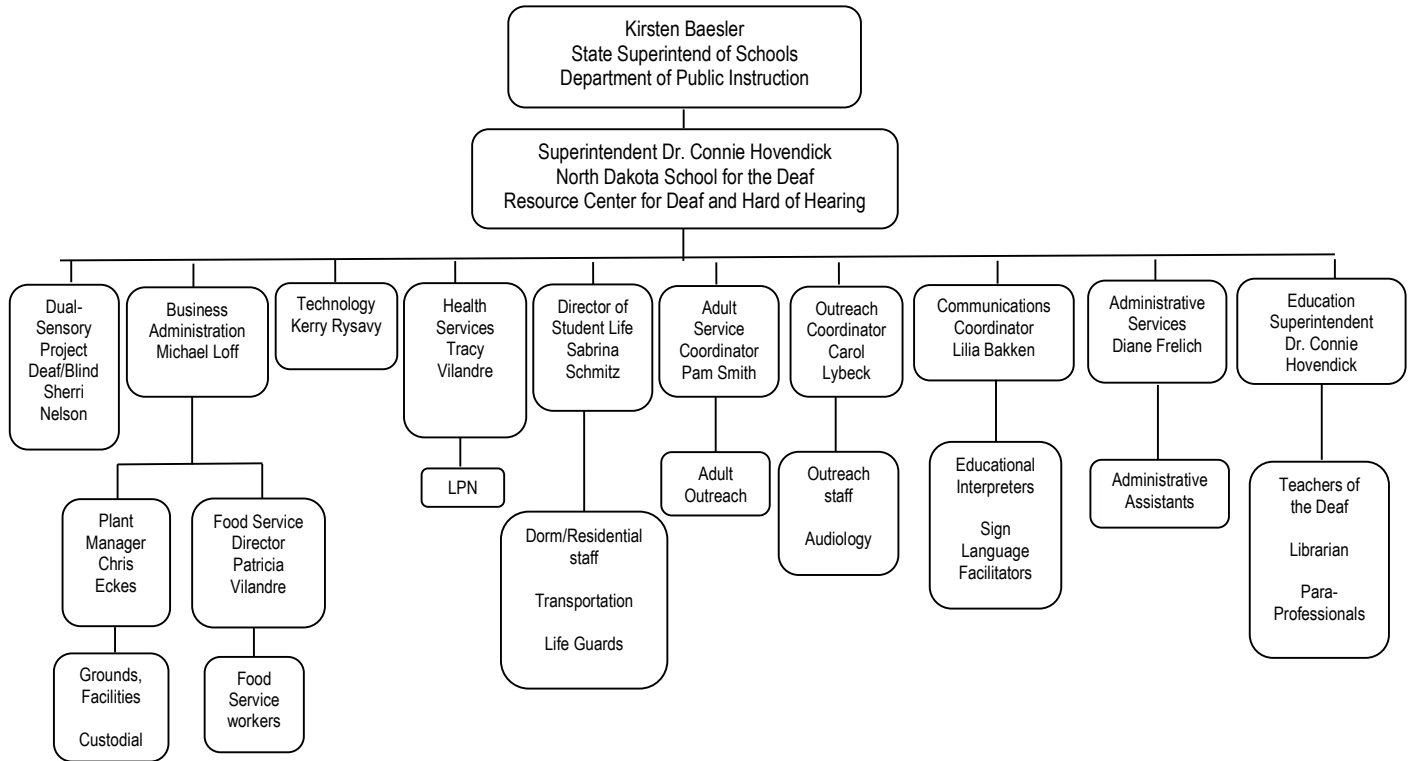 Kirsten Baesler
State Superintend of Schools
Department of Public Instruction
Superintendent Dr. Connie Hovendick
North Dakota School for the Deaf
Resource Center for Deaf and Hard of Hearing
Dual-
Sensory
Project
Deaf/Blind
Sherri
Nelson
Business
Administration
Michael Loff
Technology
Kerry Rysavy
Health
Services
Tracy
Vilandre
Director of
Student Life
Sabrina
Schmitz
Adult
Service
Coordinator
Pam Smith
Outreach
Coordinator
Carol
Lybeck
Communications
Coordinator
Lilia Bakken
Administrative
Services
Diane Frelich
Education
Superintendent
Dr. Connie
Hovendick
Plant
Manager
Chris
Eckes
Food Service
Director
Patricia
Vilandre
LPN
Dorm/Residential
staff
Transportation
Life Guards
Adult
Outreach
Outreach
staff
Audiology
Educational
Interpreters
Sign
Language
Facilitators
Administrative
Assistants
Teachers of
the Deaf
Librarian
Para-
Professionals
Grounds,
Facilities
Custodial
Food
Service
workers